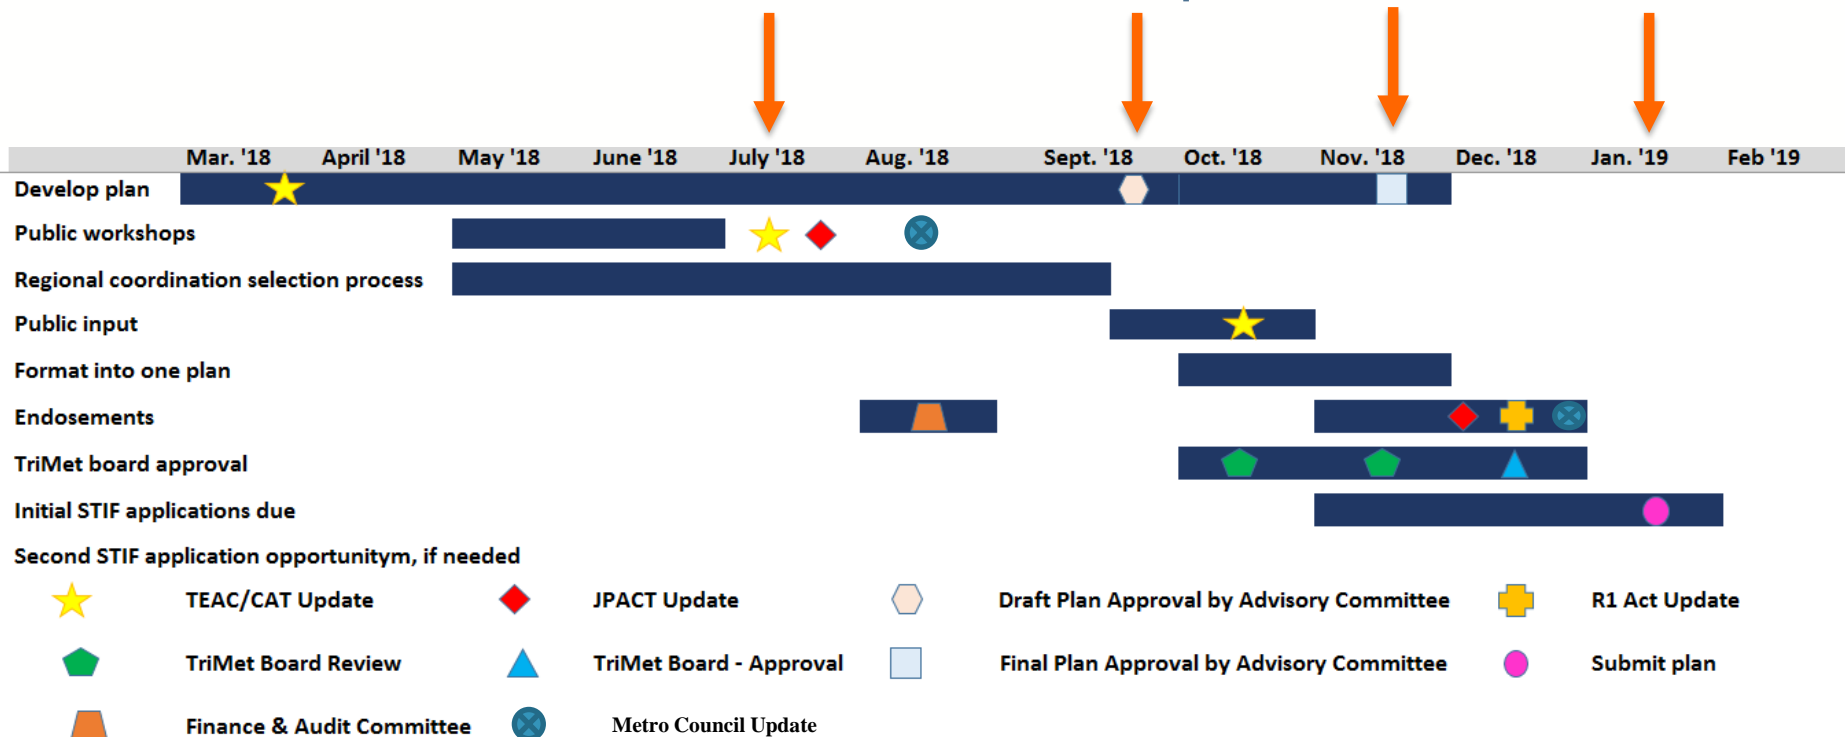 Mar. '18 April '18 May '18 June '18 July '18 Aug. '18 Sept. '18 Oct. '18 Nov. '18 Dec. '18 Jan. '19 Feb '19
Develop plan
Public workshops
Regional coordination selection process
Public input
Format into one plan
Endosements
TriMet board approval
Initial STIF applications due
Second STIF application opportunitym, if needed
TEAC/CAT Update JPACT Update Draft Plan Approval by Advisory Committee R1 Act Update
TriMet Board Review TriMet Board - Approval Final Plan Approval by Advisory Committee Submit plan
Finance & Audit Committee Metro Council Update